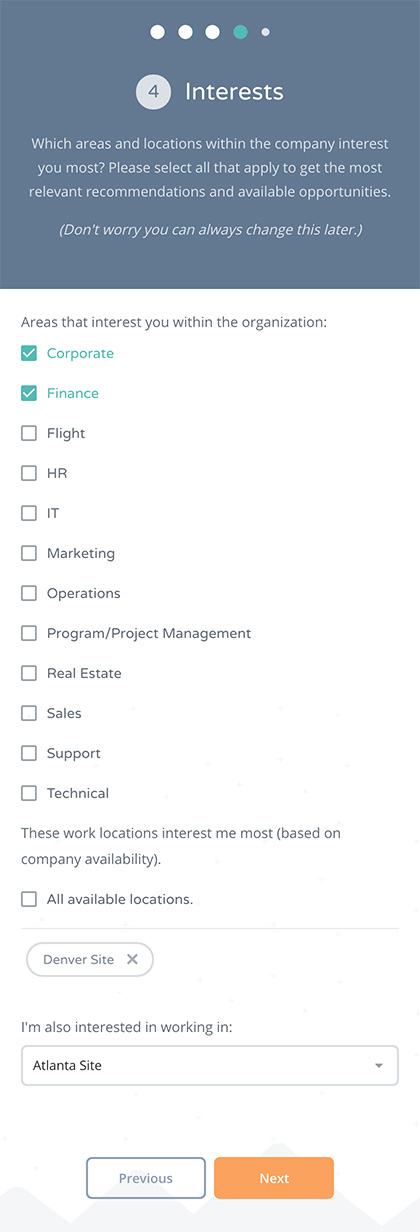 4 Interests
Which areas and locations within the company interest
you most? Please select all that apply to get the most
relevant recommendations and available opportunities.
(Don't worry you can always change this later.)
Areas that interest you within the organization:
Corporate
Finance
Flight
HR
IT
Marketing
Operations
Program/Project Management
Real Estate
Sales
Support
Technical
These work locations interest me most (based on
company availability).
All available locations.
Denver Site
I'm also interested in working in:
Atlanta Site
Previous Next